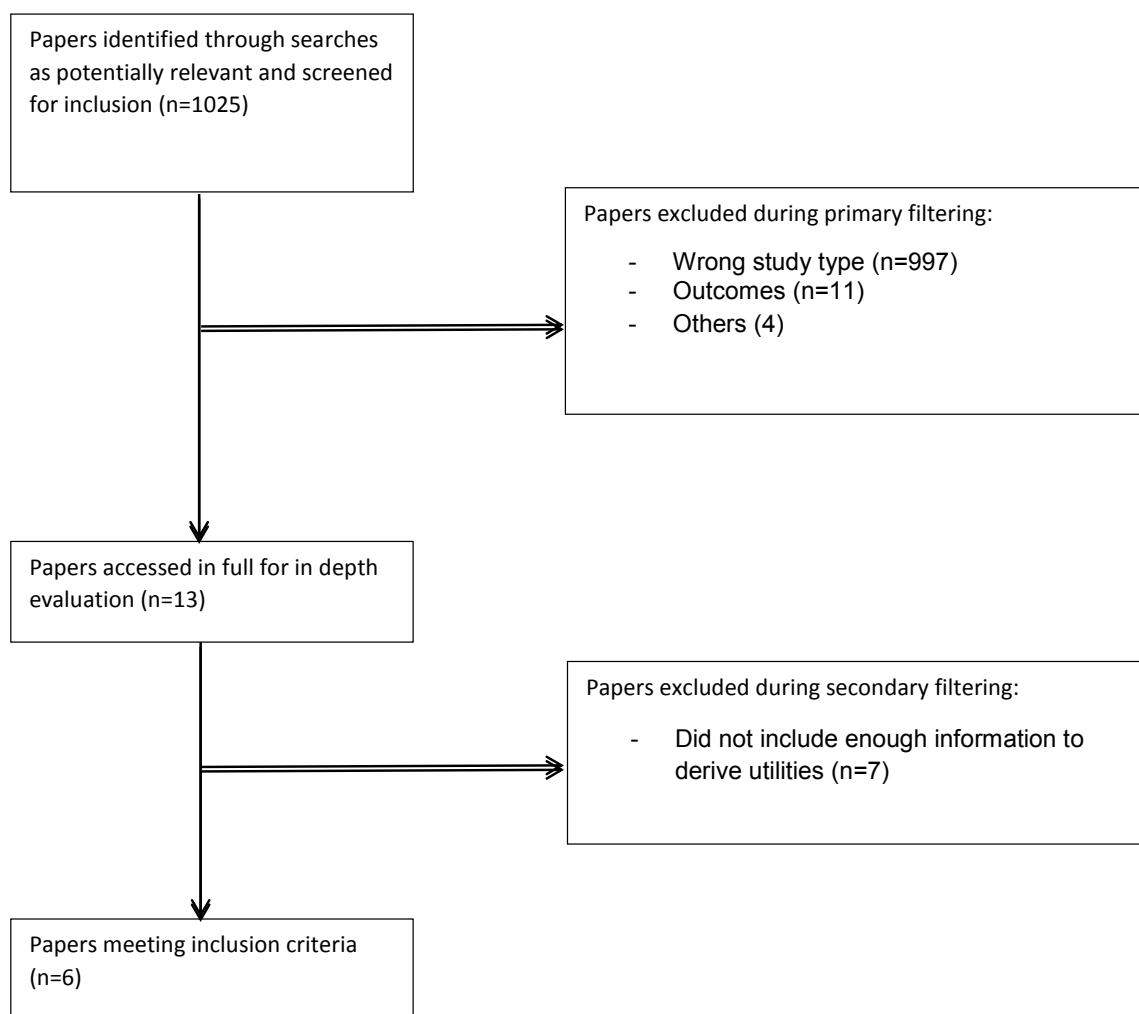 Papers identified through searches
as potentially relevant and screened
for inclusion (n=1025)
Papers excluded during primary filtering:
- Wrong study type (n=997)
- Outcomes (n=11)
- Others (4)
Papers accessed in full for in depth
evaluation (n=13)
Papers excluded during secondary filtering:
- Did not include enough information to
derive utilities (n=7)
Papers meeting inclusion criteria
(n=6)